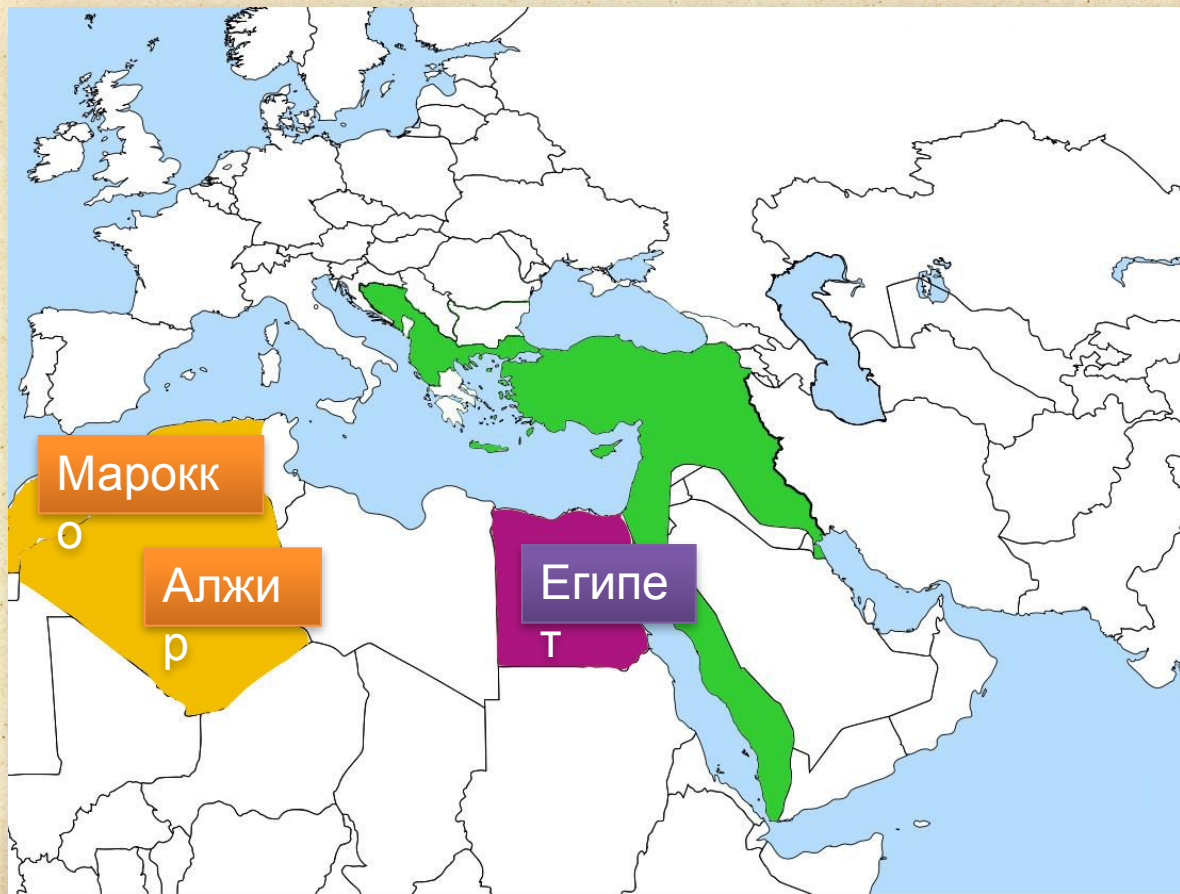 Марокк
о
Алжи
р
Египе
т